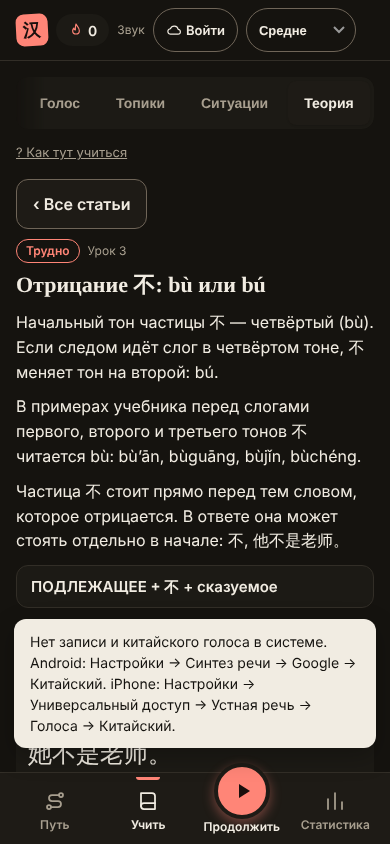 汉
0
Звук
Войти
Средне
Голос
Топики
Ситуации
Теория
? Как тут учиться
‹ Все статьи
Трудно
Урок 3
Отрицание 不: bù или bú
Начальный тон частицы 不 — четвёртый (bù).
Если следом идёт слог в четвёртом тоне, 不
меняет тон на второй: bú.
В примерах учебника перед слогами
первого, второго и третьего тонов 不
читается bù: bù’ān, bùguāng, bùjǐn, bùchéng.
Частица 不 стоит прямо перед тем словом,
которое отрицается. В ответе она может
стоять отдельно в начале: 不, 他不是老师。
ПОДЛЕЖАЩЕЕ + 不 + сказуемое
Нет записи и китайского голоса в системе.
Android: Настройки → Синтез речи → Google →
Китайский. iPhone: Настройки →
Универсальный доступ → Устная речь →
Голоса → Китайский.
她不是老师。
Путь
Учить
Продолжить
Статистика